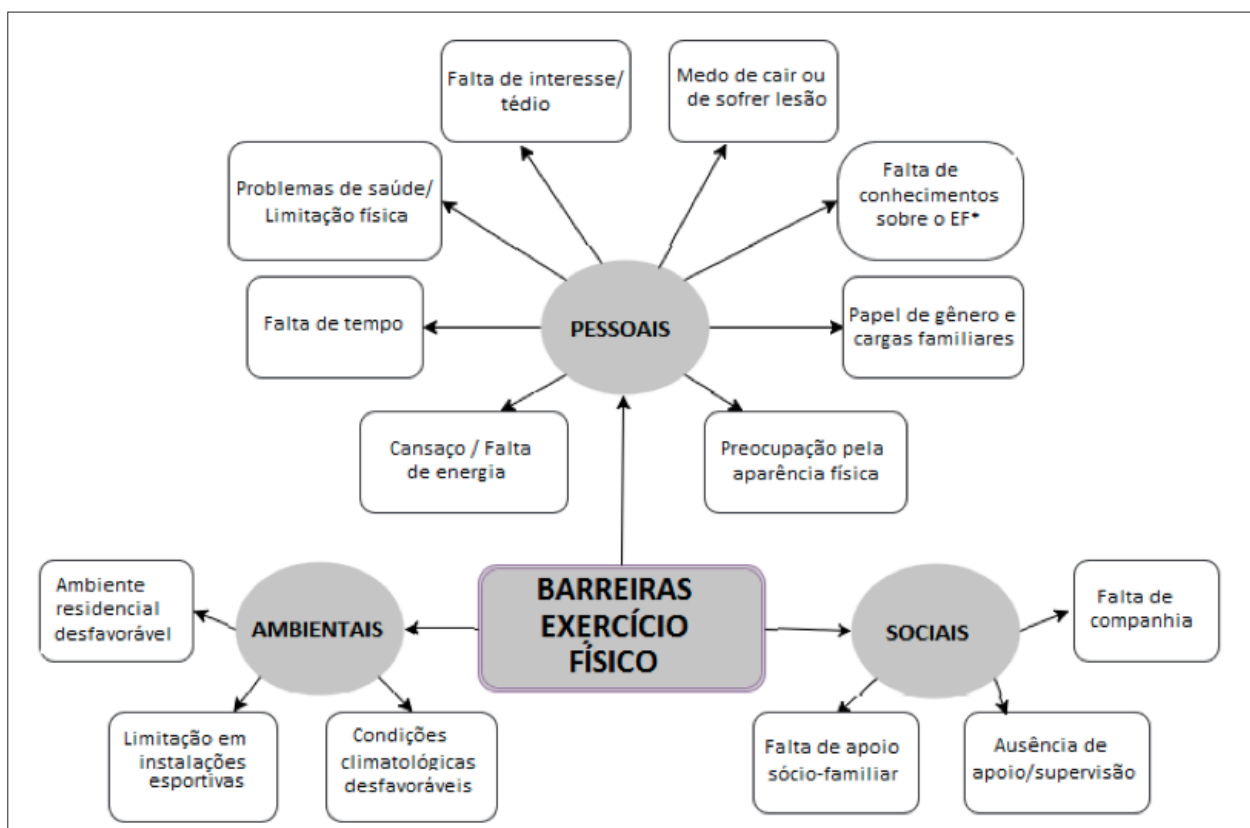 Falta de interesse/
tédio
Medo de cair ou
de sofrer lesão
Problemas de saúde/
Limitação física
Falta de
conhecimentos
sobre o EF*
Falta de tempo
PESSOAIS
Papel de gênero e
cargas familiares
Cansaço / Falta
de energia
Preocupação pela
aparência física
Ambiente
residencial
desfavorável
AMBIENTAIS
BARREIRAS
EXERCÍCIO
FÍSICO
SOCIAIS
Falta de
companhia
Limitação em
instalações
esportivas
Condições
climatológicas
desfavoráveis
Falta de apoio
sócio-familiar
Ausência de
apoio/supervisão